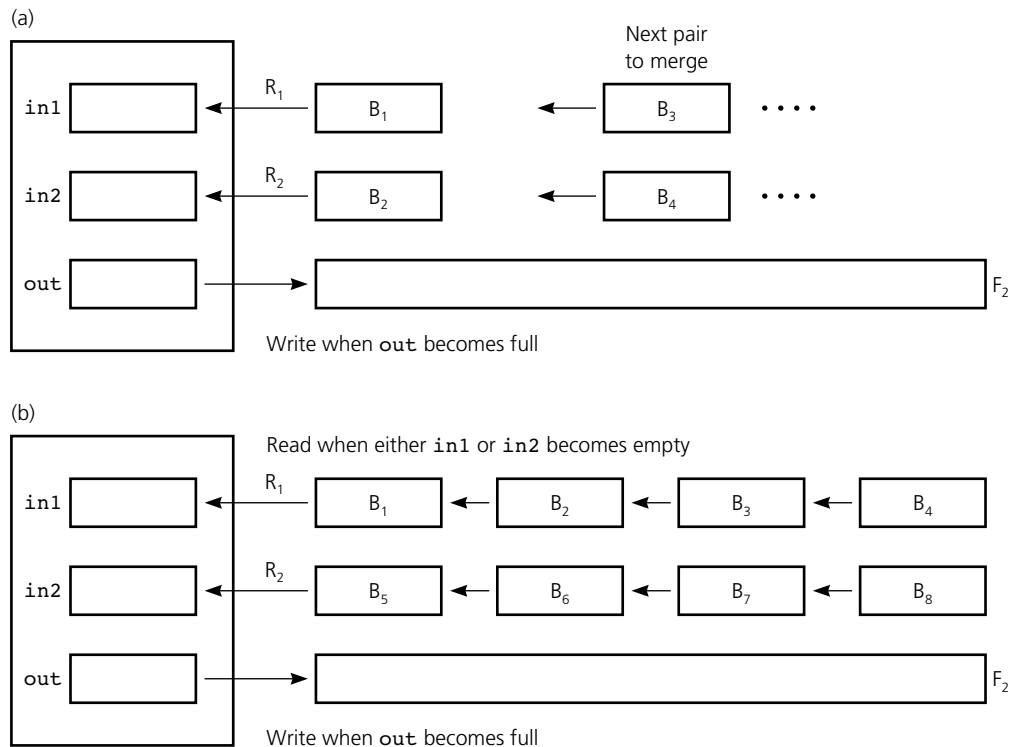 (a)
Next pair
to merge
in1 R₁ B₁ B₃ ....
in2 R₂ B₂ B₄ ....
out F₂
Write when out becomes full
(b)
Read when either in1 or in2 becomes empty
in1 R₁ B₁ B₂ B₃ B₄
in2 R₂ B₅ B₆ B₇ B₈
out F₂
Write when out becomes full